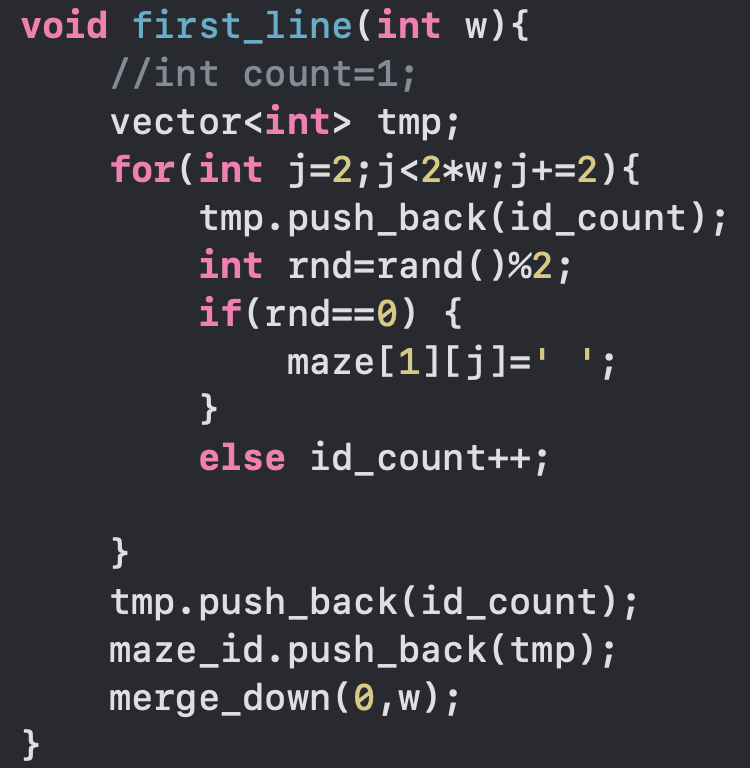 void first_line(int w){
    //int count=1;
    vector<int> tmp;
    for(int j=2;j<2*w;j+=2){
        tmp.push_back(id_count);
        int rnd=rand()%2;
        if(rnd==0) {
            maze[1][j]=' ';
        }
        else id_count++;

    }
    tmp.push_back(id_count);
    maze_id.push_back(tmp);
    merge_down(0,w);
}